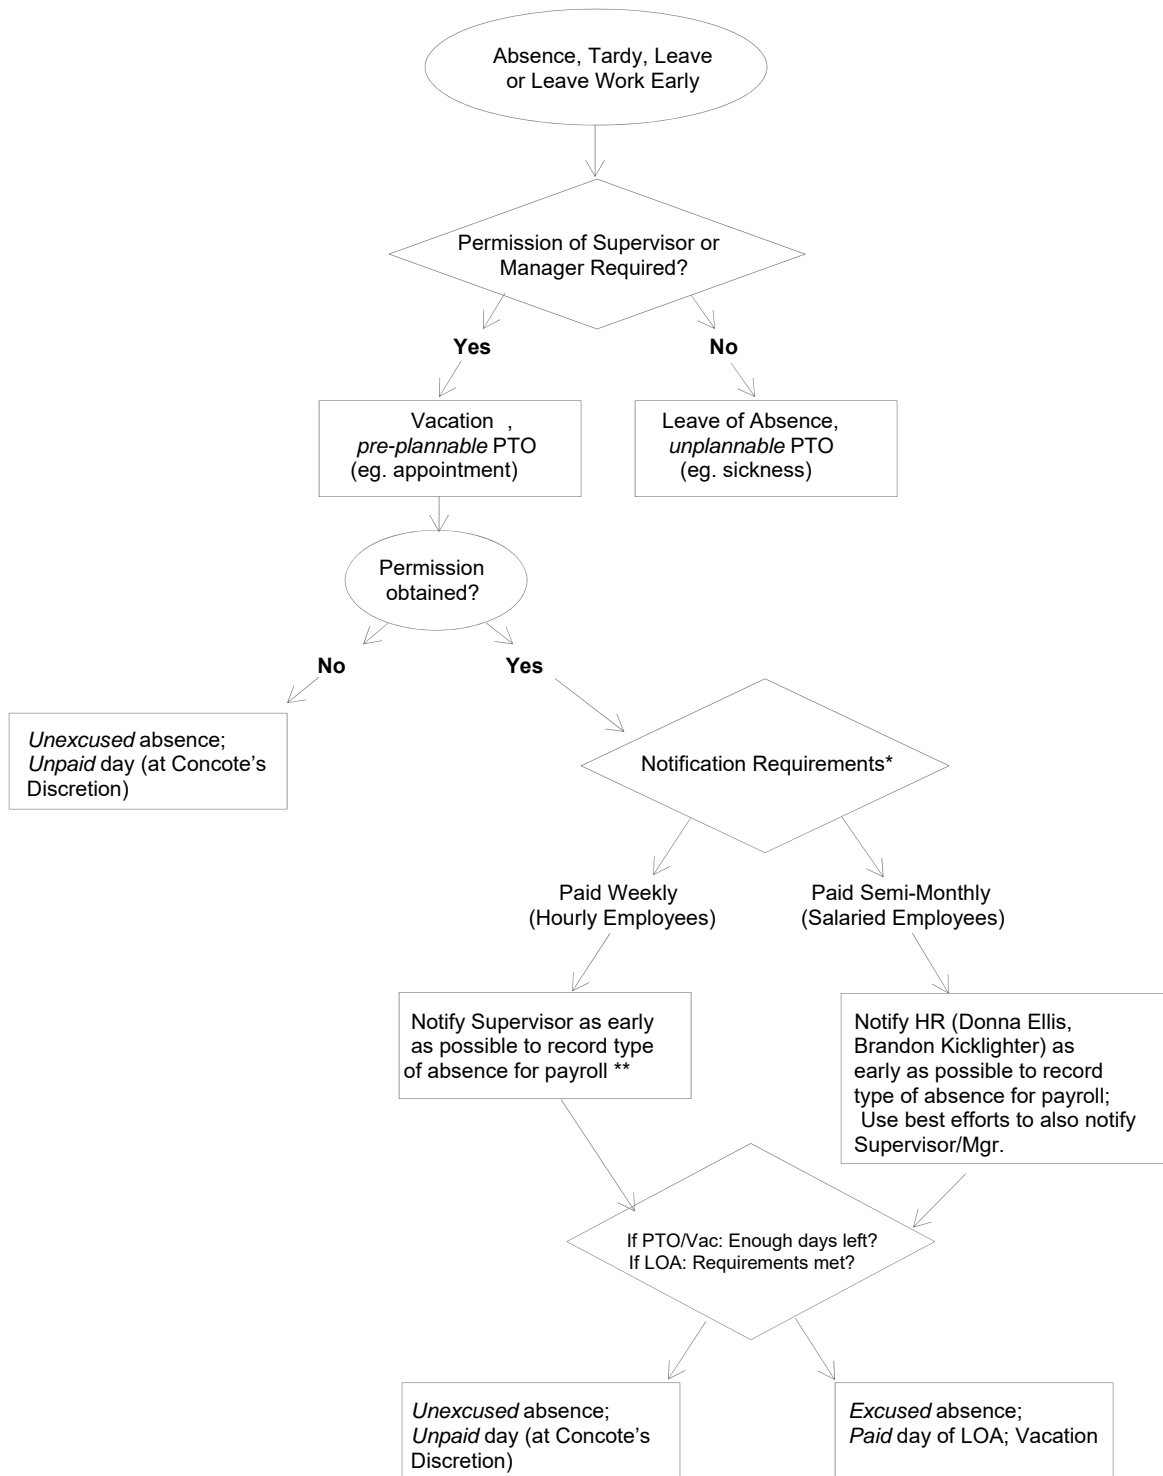 Absence, Tardy, Leave
or Leave Work Early
Permission of Supervisor or
Manager Required?
Yes
No
Vacation ,
pre-plannable PTO
(eg. appointment)
Leave of Absence,
unplannable PTO
(eg. sickness)
Permission
obtained?
No
Yes
Unexcused absence;
Unpaid day (at Concote’s
Discretion)
Notification Requirements*
Paid Weekly
(Hourly Employees)
Paid Semi-Monthly
(Salaried Employees)
Notify Supervisor as early
as possible to record type
of absence for payroll **
Notify HR (Donna Ellis,
Brandon Kicklighter) as
early as possible to record
type of absence for payroll;
Use best efforts to also notify
Supervisor/Mgr.
If PTO/Vac: Enough days left?
If LOA: Requirements met?
Unexcused absence;
Unpaid day (at Concote’s
Discretion)
Excused absence;
Paid day of LOA; Vacation